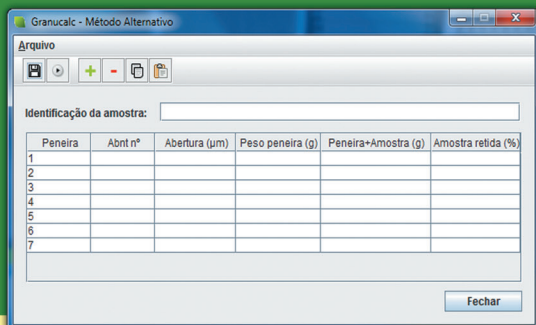 Granucalc - Método Alternativo
Arquivo
Identificação da amostra:
Peneira Abnt nº Abertura (µm) Peso peneira (g) Peneira+Amostra (g) Amostra retida (%)
1
2
3
4
5
6
7
Fechar